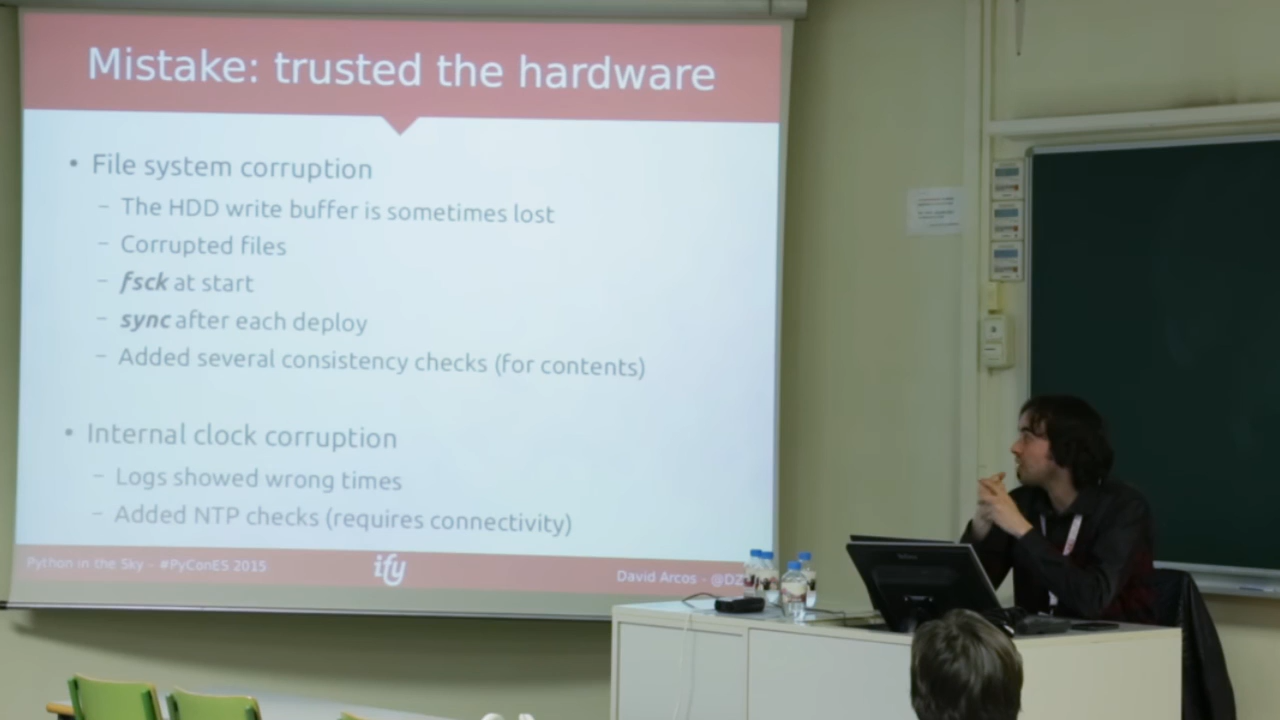 Mistake: trusted the hardware
• File system corruption
– The HDD write buffer is sometimes lost
– Corrupted files
– fsck at start
– sync after each deploy
– Added several consistency checks (for contents)
• Internal clock corruption
– Logs showed wrong times
– Added NTP checks (requires connectivity)
Python in the Sky - #PyConES 2015
ify
David Arcos - @DZ